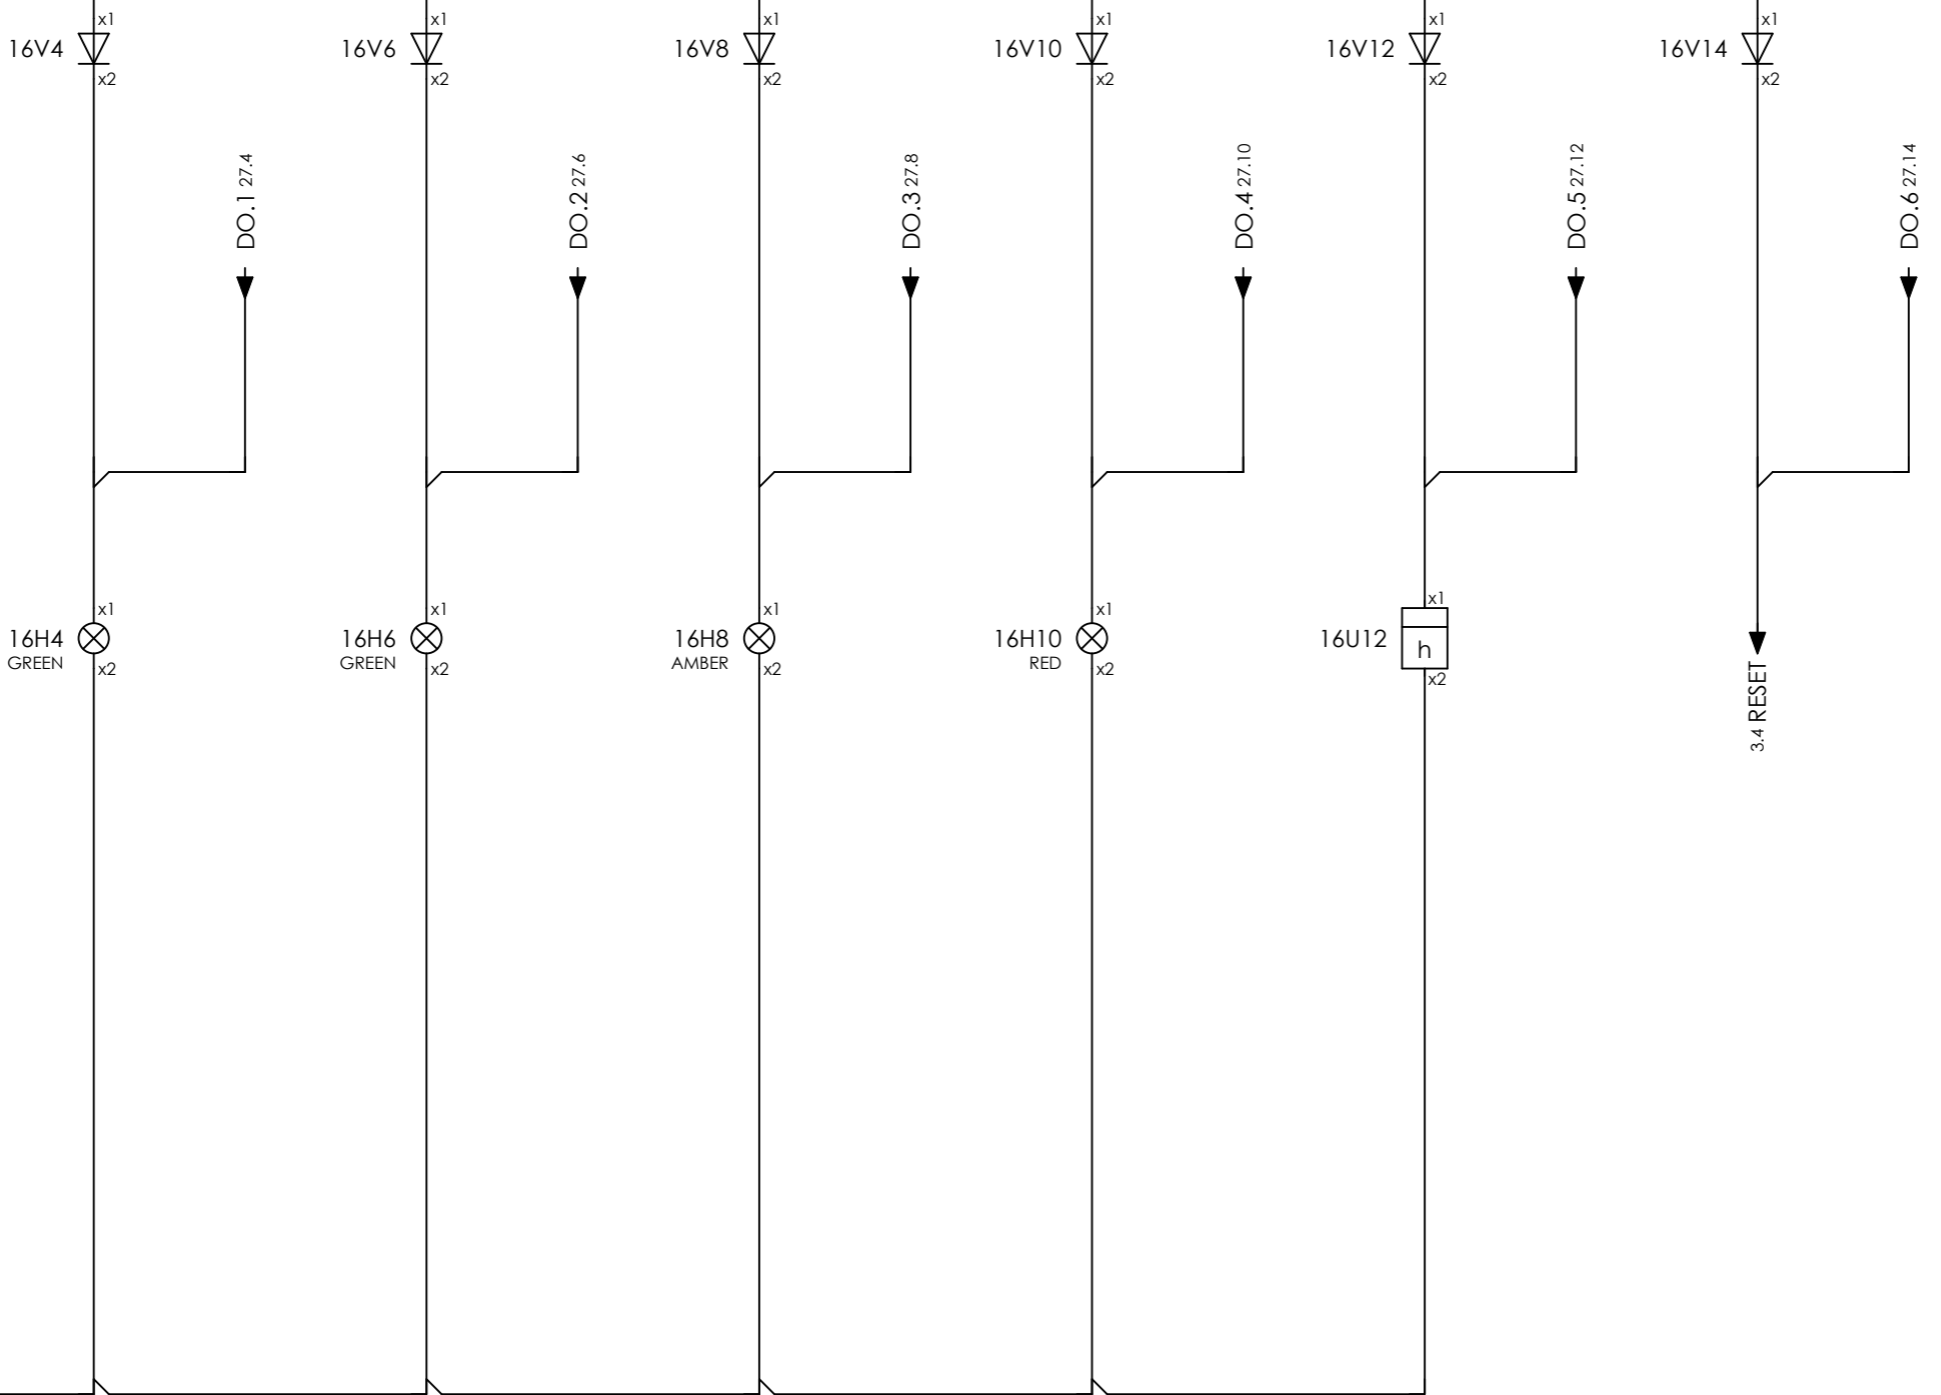 x1
x1
x1
x1
x1
x1
16V4
16V6
16V8
16V10
16V12
16V14
x2
x2
x2
x2
x2
x2
DO.1 27.4
DO.2 27.6
DO.3 27.8
DO.4 27.10
DO.5 27.12
DO.6 27.14
x1
x1
x1
x1
x1
16H4
GREEN
16H6
GREEN
16H8
AMBER
16H10
RED
16U12
h
x2
x2
x2
x2
x2
3.4 RESET